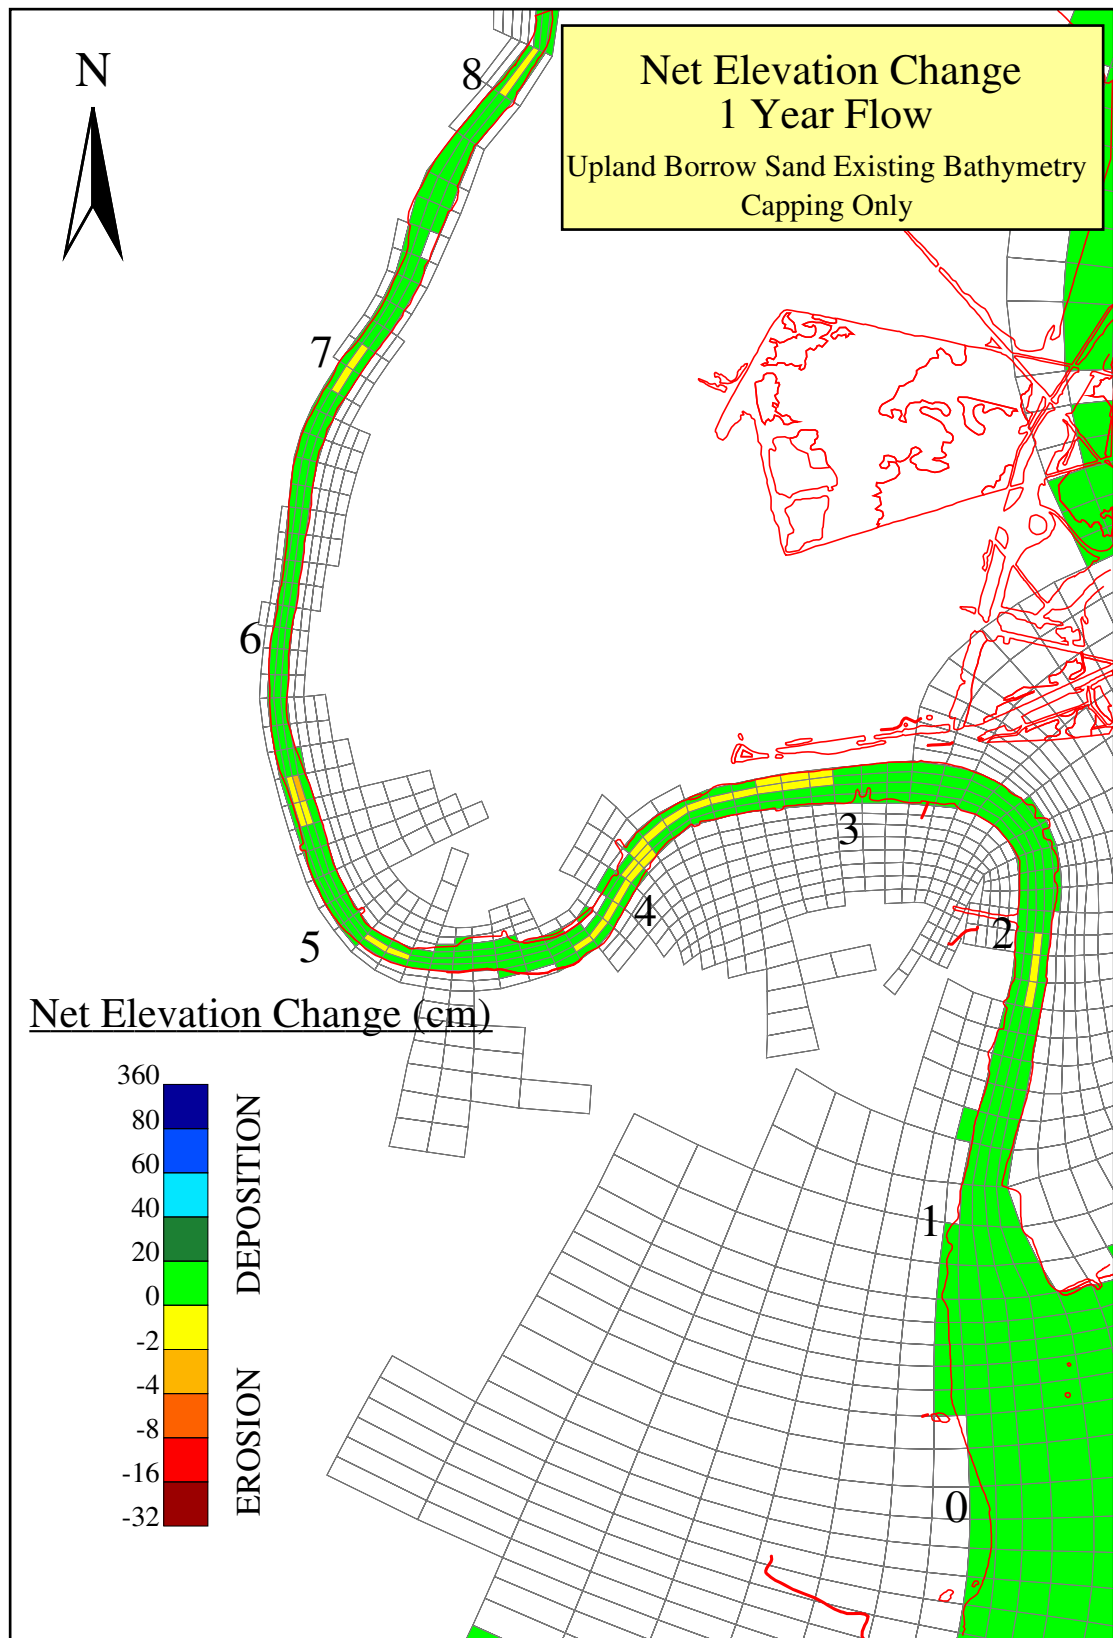 N
Net Elevation Change
1 Year Flow
Upland Borrow Sand Existing Bathymetry
Capping Only
8
7
6
5
4
3
2
1
0
Net Elevation Change (cm)
360
80
60
40
20
0
-2
-4
-8
-16
-32
DEPOSITION
EROSION